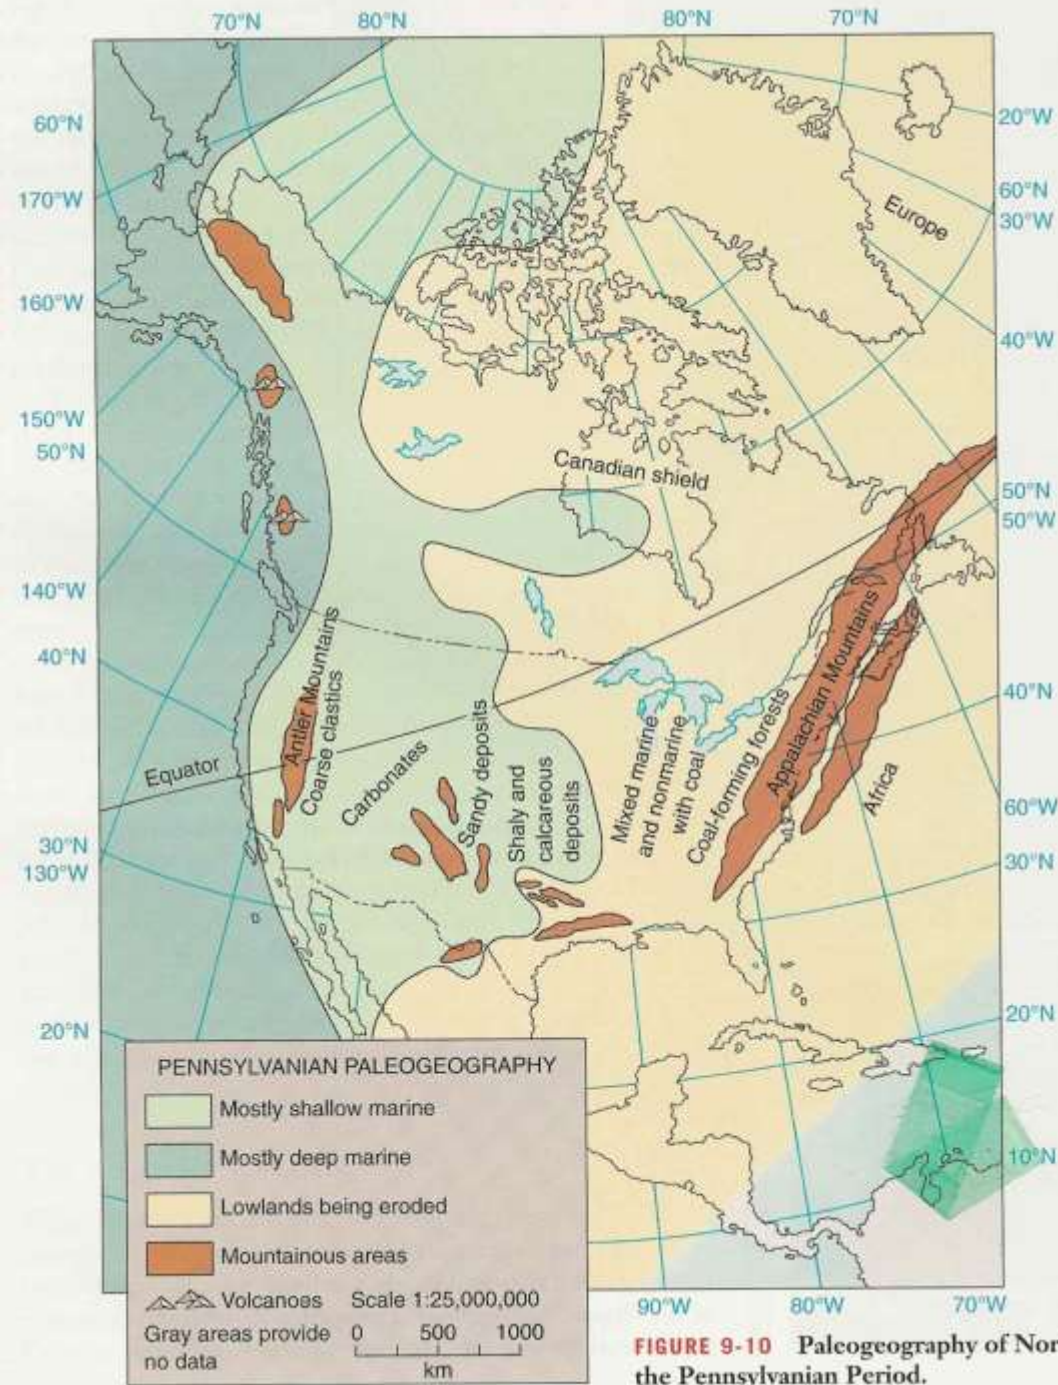 70°N
80°N
80°N
70°N
60°N
170°W
160°W
150°W
50°N
140°W
40°N
30°N
130°W
20°N
20°W
60°N
30°W
40°W
50°N
50°W
40°N
60°W
30°N
20°N
10°N
90°W
80°W
70°W
Europe
Canadian shield
Equator
Antler Mountains
Coarse clastics
Carbonates
Sandy deposits
Shaly and
calcareous
deposits
Mixed marine
and nonmarine
with coal
Coal-forming forests
Appalachian Mountains
Africa
PENNSYLVANIAN PALEOGEOGRAPHY
Mostly shallow marine
Mostly deep marine
Lowlands being eroded
Mountainous areas
Volcanoes Scale 1:25,000,000
Gray areas provide
no data
0 500 1000
km
FIGURE 9-10 Paleogeography of Nor
the Pennsylvanian Period.